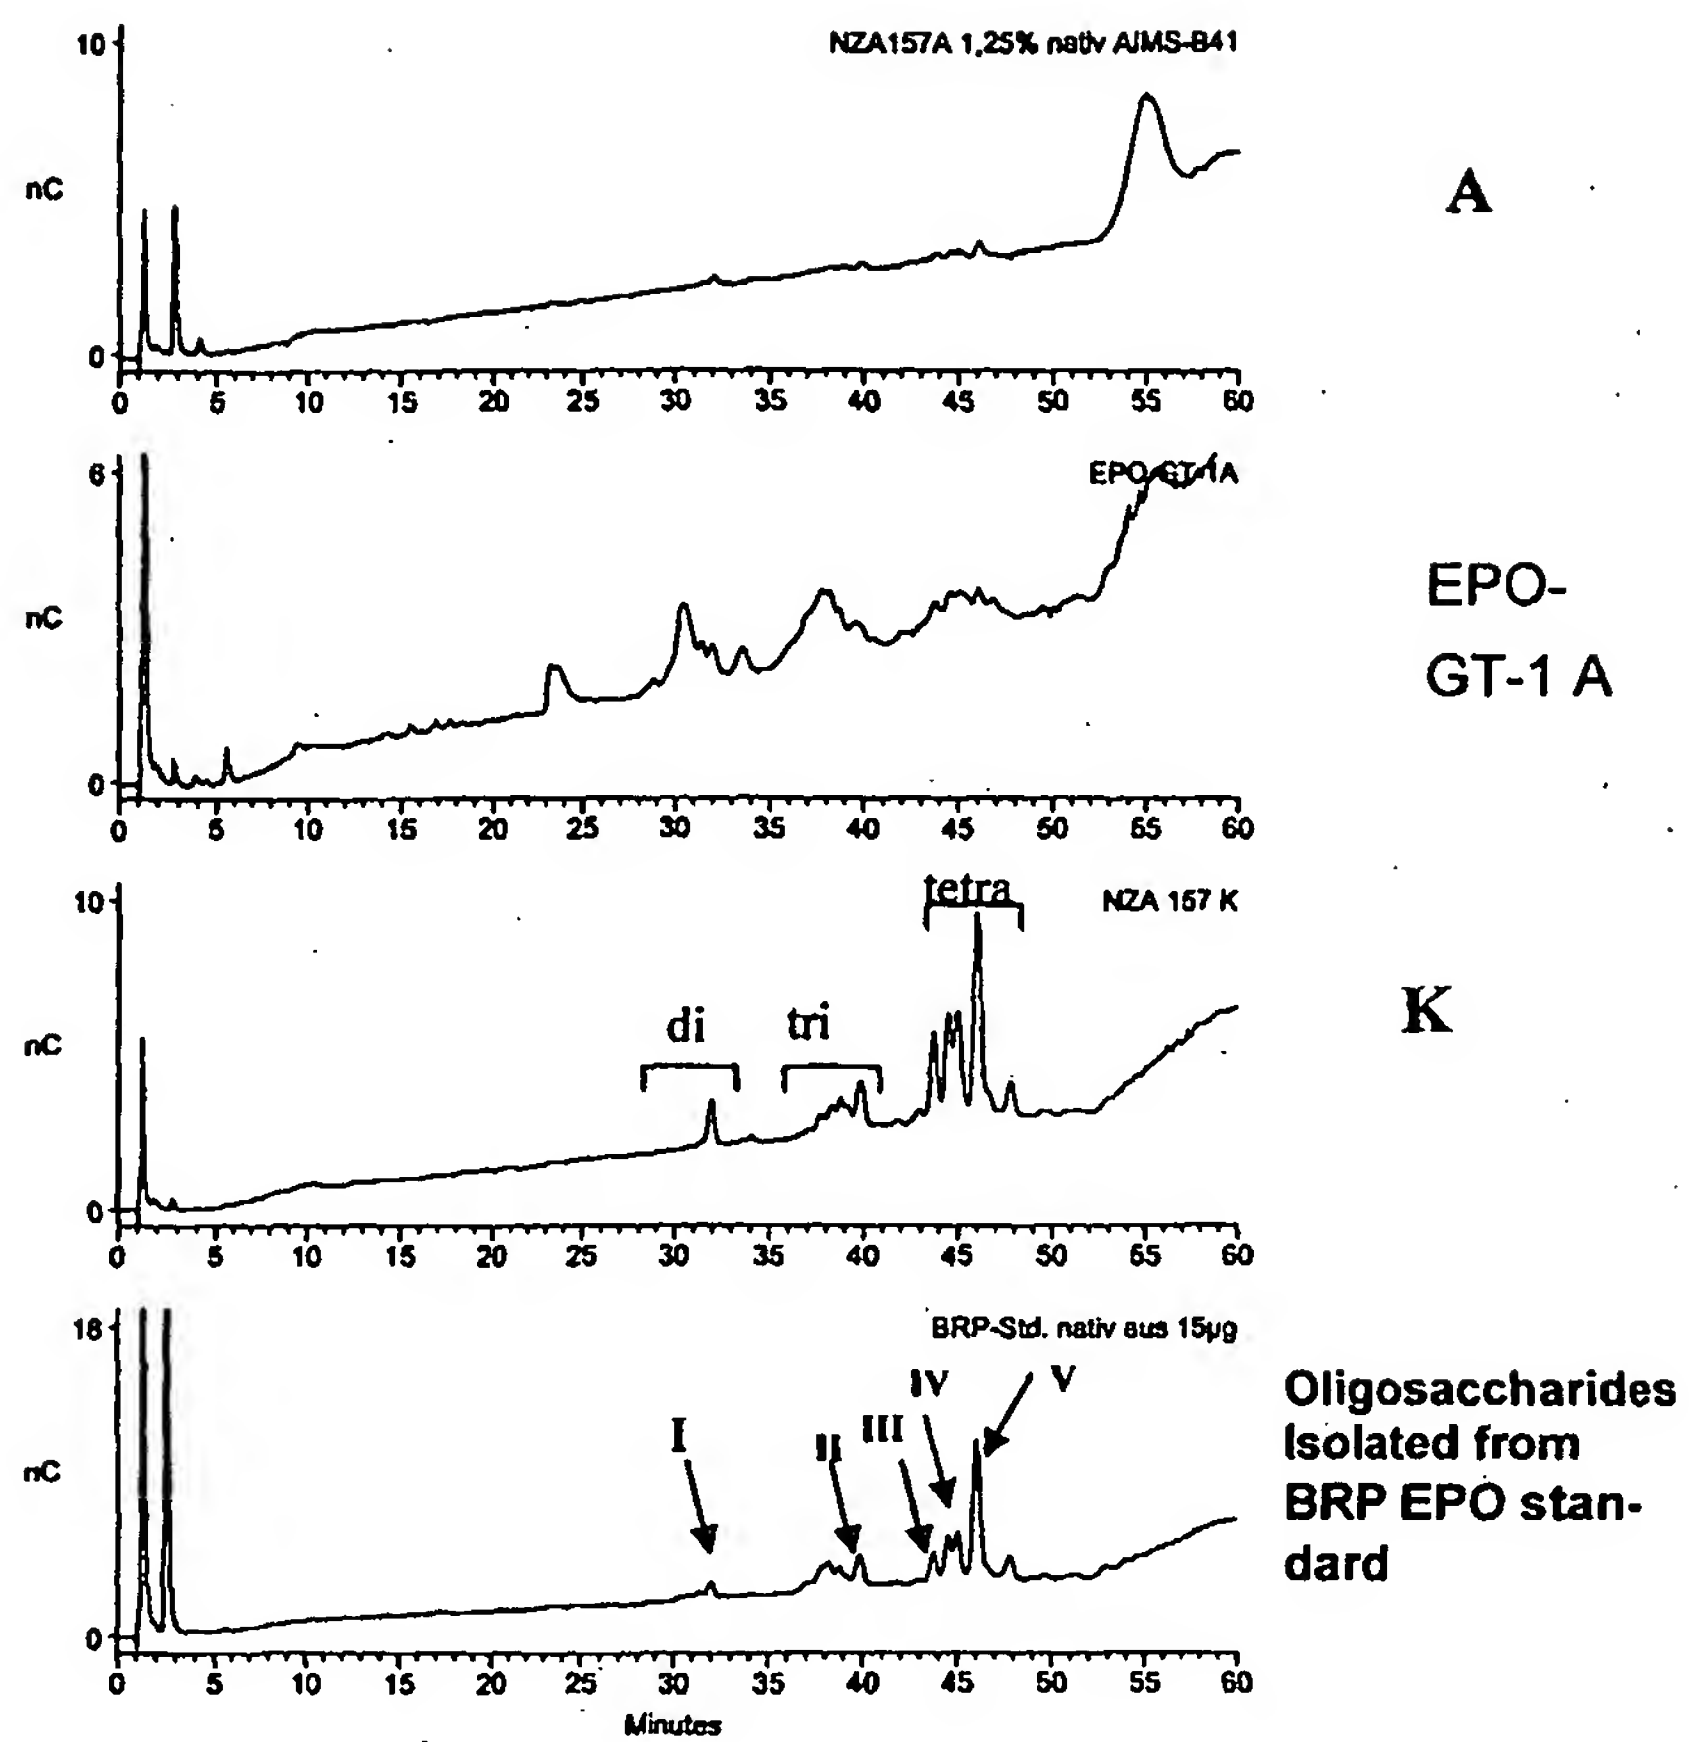 10
NZA157A 1,25% nativ A/MS-B41
nC
A
0
0 5 10 15 20 25 30 35 40 45 50 55 60
6
EPO-GT-1A
nC
EPO-
GT-1 A
0
0 5 10 15 20 25 30 35 40 45 50 55 60
10
tetra
NZA 157 K
di
tri
nC
K
0
0 5 10 15 20 25 30 35 40 45 50 55 60
18
BRP-Std. nativ aus 15µg
I
II
III
IV
V
nC
Oligosaccharides
Isolated from
BRP EPO stan-
dard
0
0 5 10 15 20 25 30 35 40 45 50 55 60
Minutes